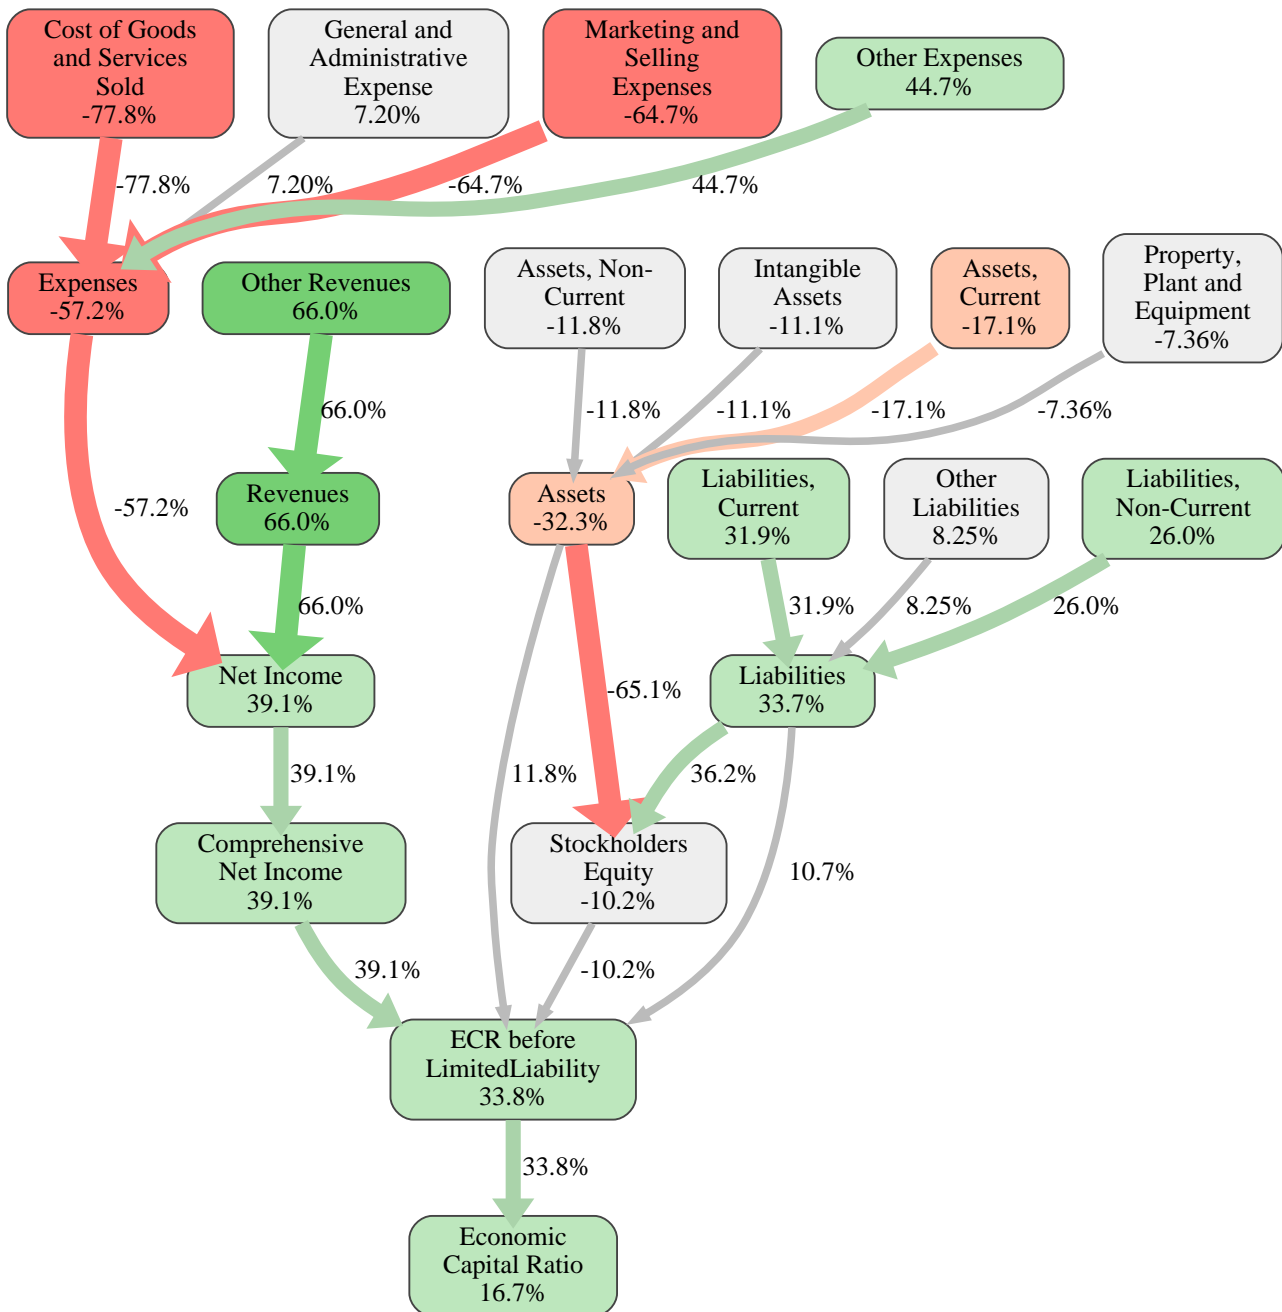 Cost of Goods
and Services
Sold
-77.8%
General and
Administrative
Expense
7.20%
Marketing and
Selling
Expenses
-64.7%
Other Expenses
44.7%
-77.8%
7.20%
-64.7%
44.7%
Expenses
-57.2%
Other Revenues
66.0%
Assets, Non-
Current
-11.8%
Intangible
Assets
-11.1%
Assets,
Current
-17.1%
Property,
Plant and
Equipment
-7.36%
66.0%
-11.8%
-11.1%
-17.1%
-7.36%
-57.2%
Revenues
66.0%
Assets
-32.3%
Liabilities,
Current
31.9%
Other
Liabilities
8.25%
Liabilities,
Non-Current
26.0%
66.0%
31.9%
8.25%
26.0%
Net Income
39.1%
-65.1%
Liabilities
33.7%
39.1%
11.8%
36.2%
10.7%
Comprehensive
Net Income
39.1%
Stockholders
Equity
-10.2%
39.1%
-10.2%
ECR before
LimitedLiability
33.8%
33.8%
Economic
Capital Ratio
16.7%